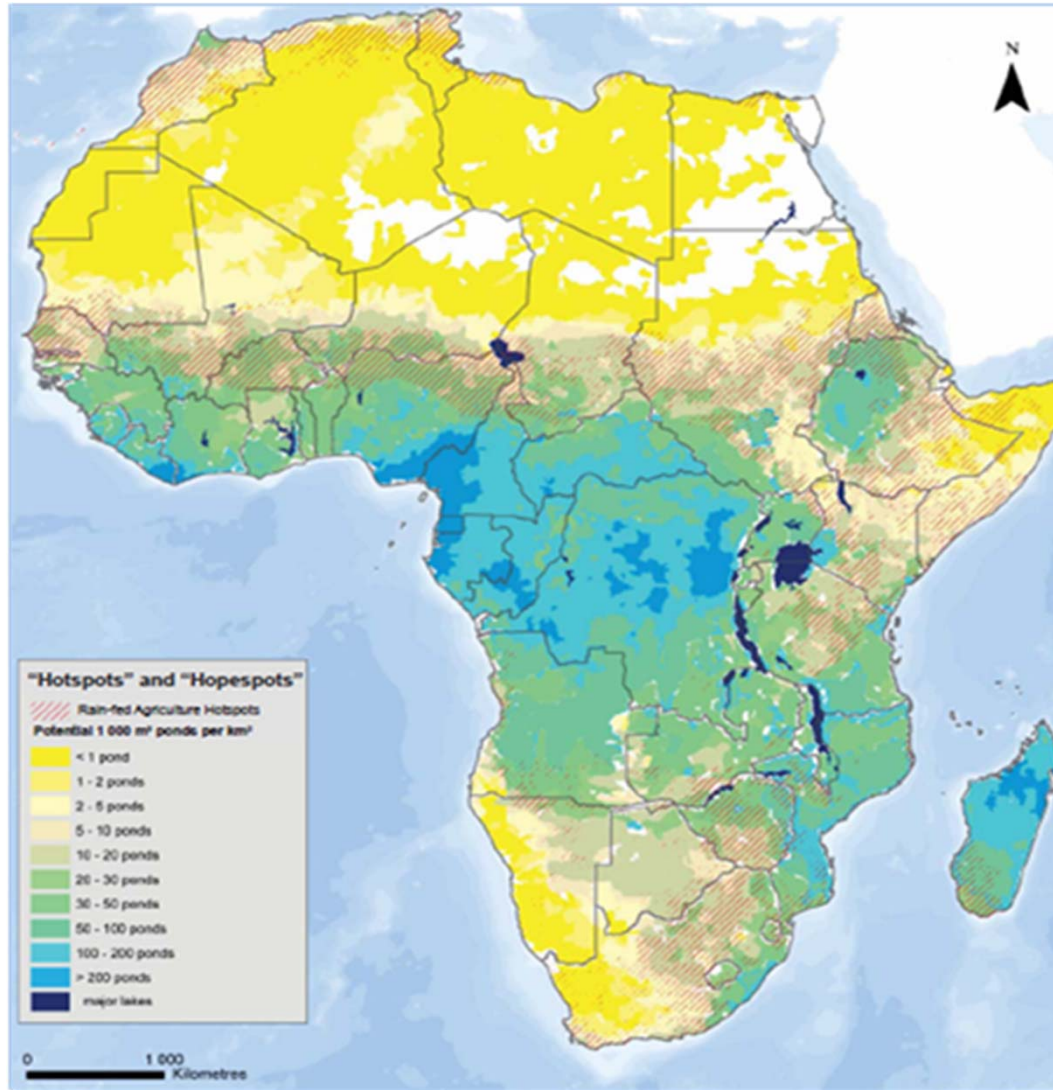 N
“Hotspots” and “Hopespots”
Rain-fed Agriculture Hotspots
Potential 1 000 m³ ponds per km²
< 1 pond
1 - 2 ponds
2 - 5 ponds
5 - 10 ponds
10 - 20 ponds
20 - 30 ponds
30 - 50 ponds
50 - 100 ponds
100 - 200 ponds
> 200 ponds
major lakes
0 1 000
Kilometres